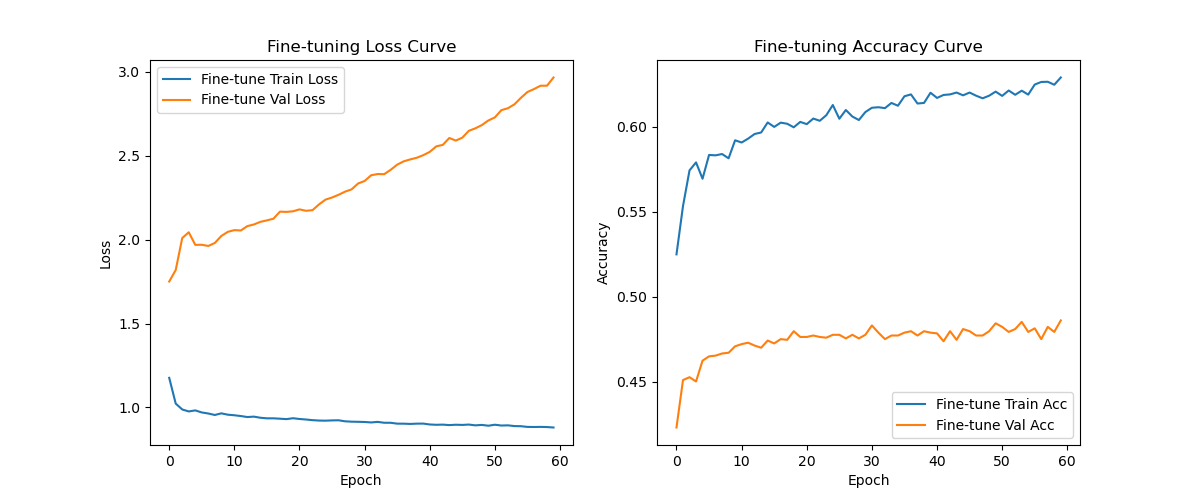 Fine-tuning Loss Curve
Fine-tune Train Loss
Fine-tune Val Loss
3.0
2.5
2.0
1.5
1.0
Loss
0 10 20 30 40 50 60
Epoch
Fine-tuning Accuracy Curve
0.60
0.55
0.50
0.45
Accuracy
Fine-tune Train Acc
Fine-tune Val Acc
0 10 20 30 40 50 60
Epoch